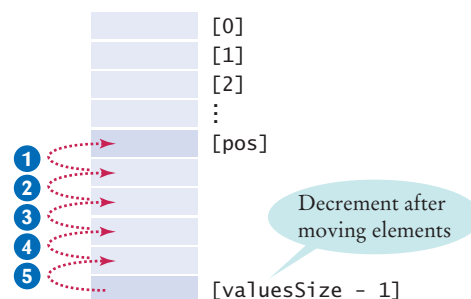 [0]
[1]
[2]
⋮
[pos]
1
2
3
4
5
Decrement after
moving elements
[valuesSize - 1]